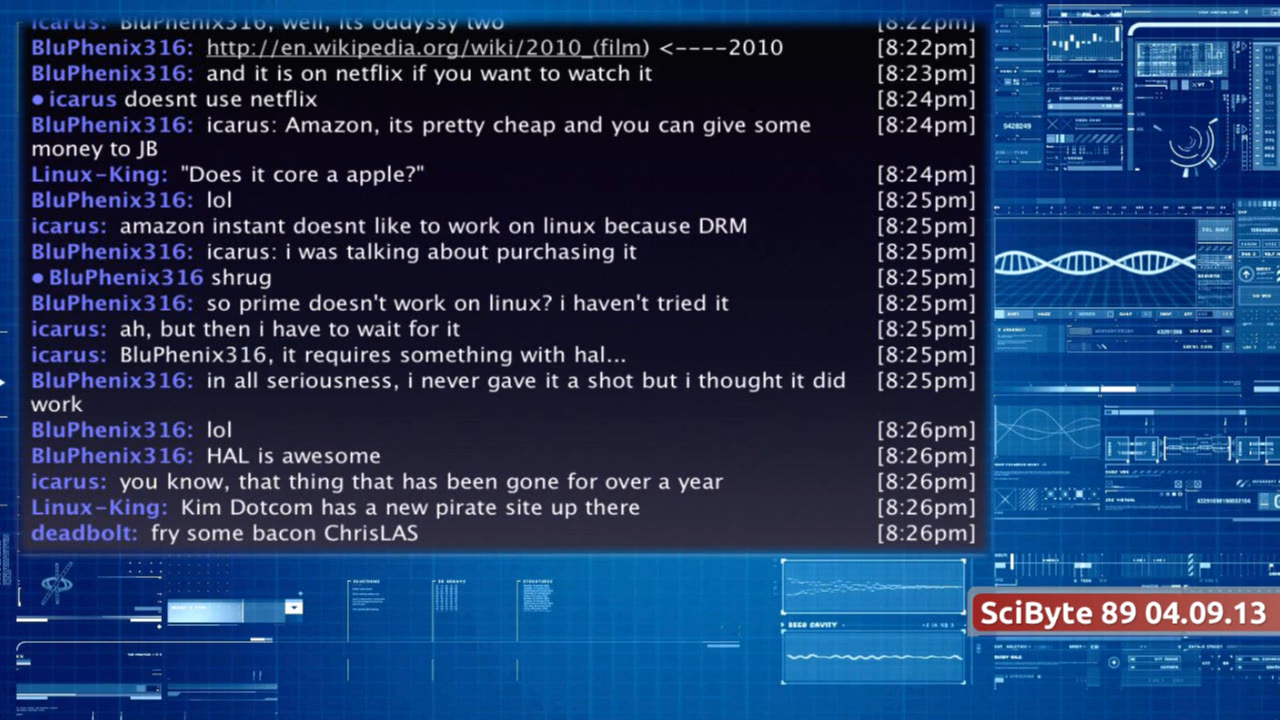 icarus: BluPhenix316, well, its oddyssy two [8:22pm]
BluPhenix316: http://en.wikipedia.org/wiki/2010_(film) <----2010 [8:22pm]
BluPhenix316: and it is on netflix if you want to watch it [8:23pm]
•icarus doesnt use netflix [8:24pm]
BluPhenix316: icarus: Amazon, its pretty cheap and you can give some [8:24pm]
money to JB
Linux-King: "Does it core a apple?" [8:24pm]
BluPhenix316: lol [8:25pm]
icarus: amazon instant doesnt like to work on linux because DRM [8:25pm]
BluPhenix316: icarus: i was talking about purchasing it [8:25pm]
•BluPhenix316 shrug [8:25pm]
BluPhenix316: so prime doesn't work on linux? i haven't tried it [8:25pm]
icarus: ah, but then i have to wait for it [8:25pm]
icarus: BluPhenix316, it requires something with hal... [8:25pm]
BluPhenix316: in all seriousness, i never gave it a shot but i thought it did [8:25pm]
work
BluPhenix316: lol [8:26pm]
BluPhenix316: HAL is awesome [8:26pm]
icarus: you know, that thing that has been gone for over a year [8:26pm]
Linux-King: Kim Dotcom has a new pirate site up there [8:26pm]
deadbolt: fry some bacon ChrisLAS [8:26pm]
SciByte 89 04.09.13